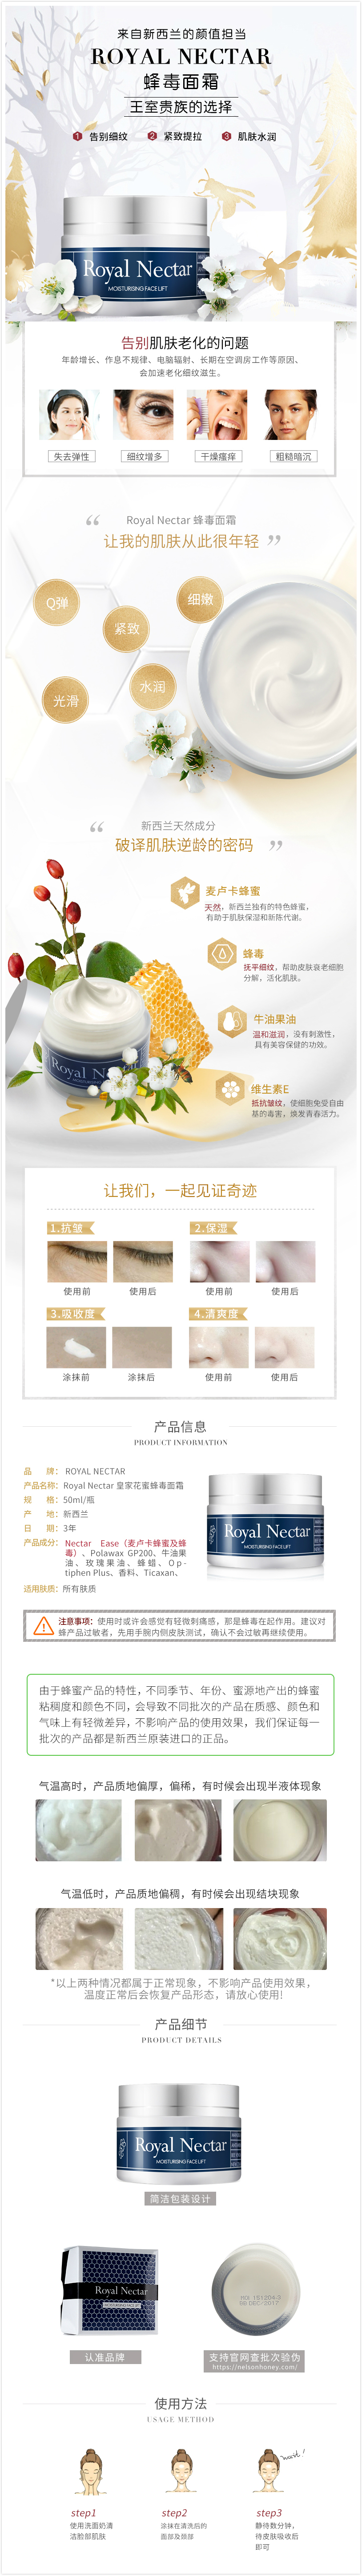 来自新西兰的颜值担当
ROYAL NECTAR
蜂毒面霜
王室贵族的选择
1 告别细纹 2 紧致提拉 3 肌肤水润
Royal Nectar
MOISTURISING FACE LIFT
告别肌肤老化的问题
年龄增长、作息不规律、电脑辐射、长期在空调房工作等原因、
会加速老化细纹滋生。
失去弹性 细纹增多 干燥瘙痒 粗糙暗沉
Royal Nectar 蜂毒面霜
让我的肌肤从此很年轻
Q弹
细嫩
紧致
水润
光滑
新西兰天然成分
破译肌肤逆龄的密码
麦卢卡蜂蜜
天然，新西兰独有的特色蜂蜜，
有助于肌肤保湿和新陈代谢。
蜂毒
抚平细纹，帮助皮肤衰老细胞
分解，活化肌肤。
牛油果油
温和滋润，没有刺激性，
具有美容保健的功效。
维生素E
抵抗皱纹，使细胞免受自由
基的毒害，焕发青春活力。
Royal Nectar
让我们，一起见证奇迹
1.抗皱 2.保湿
使用前 使用后 使用前 使用后
3.吸收度 4.清爽度
涂抹前 涂抹后 使用前 使用后
产品信息
PRODUCT INFORMATION
品 牌： ROYAL NECTAR
产品名称：Royal Nectar 皇家花蜜蜂毒面霜
规 格：50ml/瓶
产 地：新西兰
日 期：3年
产品成分：Nectar Ease（麦卢卡蜂蜜及蜂
毒）、Polawax GP200、牛油果
油、玫瑰果油、蜂蜡、Op-
tiphen Plus、香料、Ticaxan、
适用肤质：所有肤质
Royal Nectar
MOISTURISING FACE LIFT
注意事项：使用时或许会感觉有轻微刺痛感，那是蜂毒在起作用。建议对
蜂产品过敏者，先用手腕内侧皮肤测试，确认不会过敏再继续使用。
由于蜂蜜产品的特性，不同季节、年份、蜜源地产出的蜂蜜
粘稠度和颜色不同，会导致不同批次的产品在质感、颜色和
气味上有轻微差异，不影响产品的使用效果，我们保证每一
批次的产品都是新西兰原装进口的正品。
气温高时，产品质地偏厚，偏稀，有时候会出现半液体现象
气温低时，产品质地偏稠，有时候会出现结块现象
*以上两种情况都属于正常现象，不影响产品使用效果，
温度正常后会恢复产品形态，请放心使用!
产品细节
PRODUCT DETAILS
Royal Nectar
MOISTURISING FACE LIFT
简洁包装设计
Royal Nectar
MOISTURISING FACE LIFT
认准品牌
支持官网查批次验伪
https://nelsonhoney.com/
使用方法
USAGE METHOD
step1
使用洗面奶清
洁脸部肌肤
step2
涂抹在清洗后的
面部及颈部
step3
静待数分钟，
待皮肤吸收后
即可